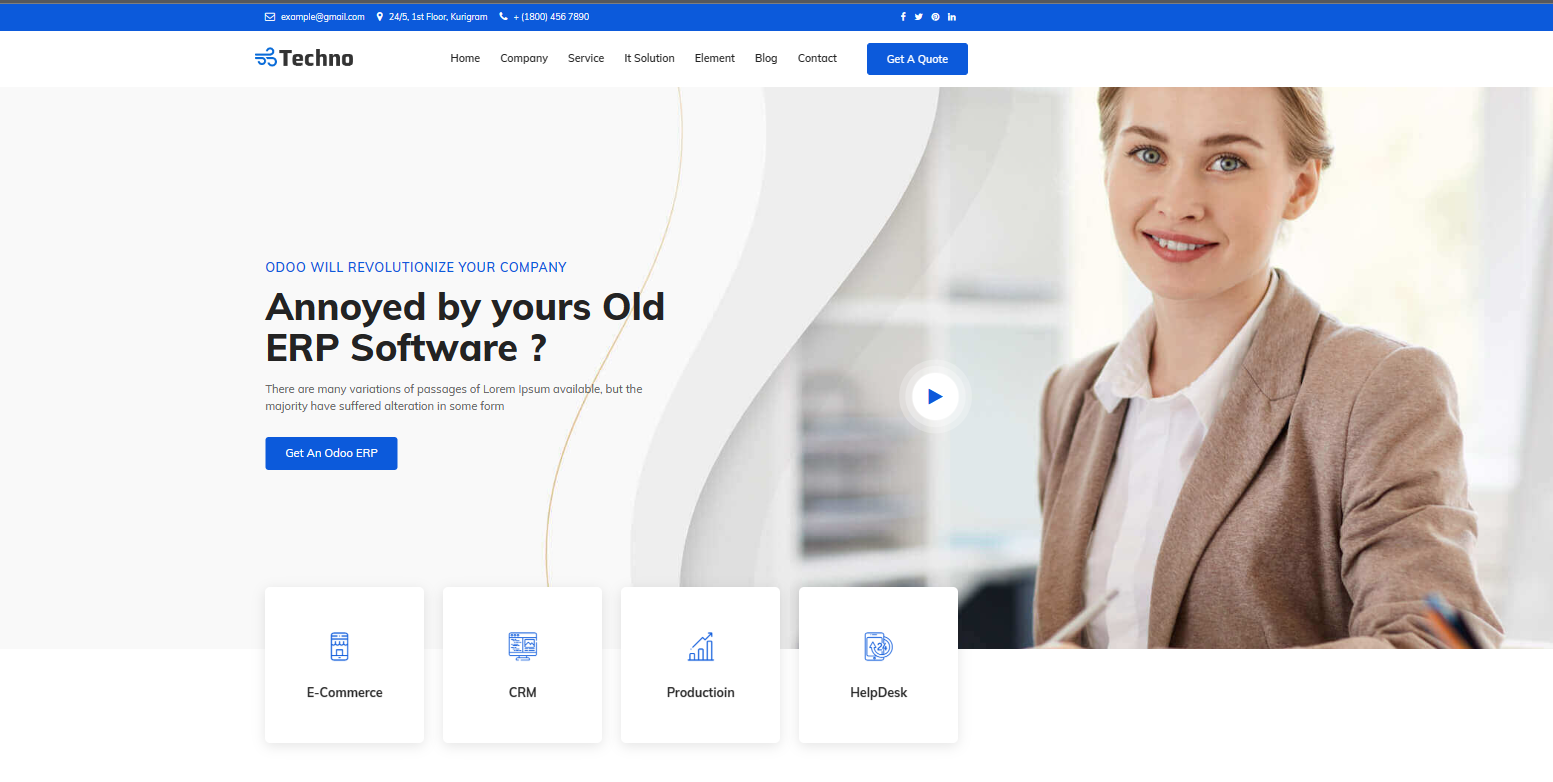 example@gmail.com 24/5, 1st Floor, Kurigram + (1800) 456 7890
Techno Home Company Service It Solution Element Blog Contact Get A Quote
ODOO WILL REVOLUTIONIZE YOUR COMPANY
Annoyed by yours Old
ERP Software ?
There are many variations of passages of Lorem Ipsum available, but the
majority have suffered alteration in some form
Get An Odoo ERP
E-Commerce CRM Productioin HelpDesk